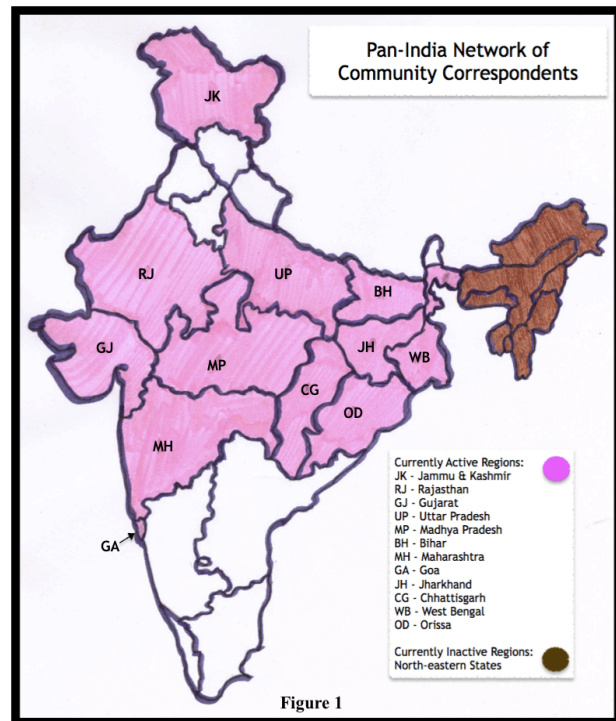 Pan-India Network of
Community Correspondents
JK
RJ
UP
BH
GJ
MP
JH
WB
CG
OD
MH
GA
Currently Active Regions:
JK - Jammu & Kashmir
RJ - Rajasthan
GJ - Gujarat
UP - Uttar Pradesh
MP - Madhya Pradesh
BH - Bihar
MH - Maharashtra
GA - Goa
JH - Jharkhand
CG - Chhattisgarh
WB - West Bengal
OD - Orissa
Currently Inactive Regions:
North-eastern States
Figure 1